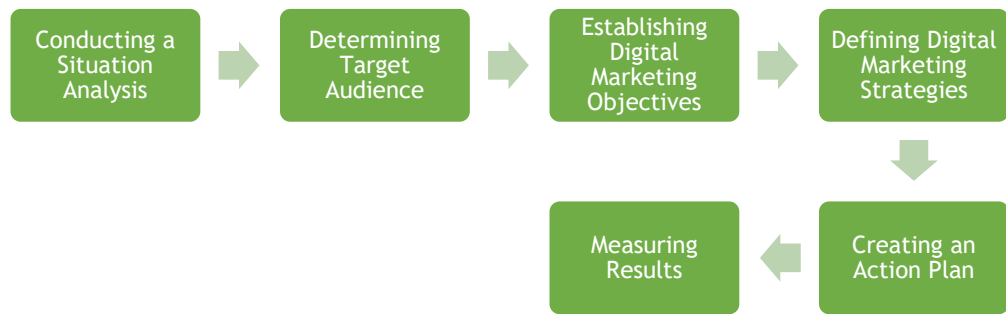 Conducting a
Situation
Analysis
Determining
Target
Audience
Establishing
Digital
Marketing
Objectives
Defining Digital
Marketing
Strategies
Creating an
Action Plan
Measuring
Results